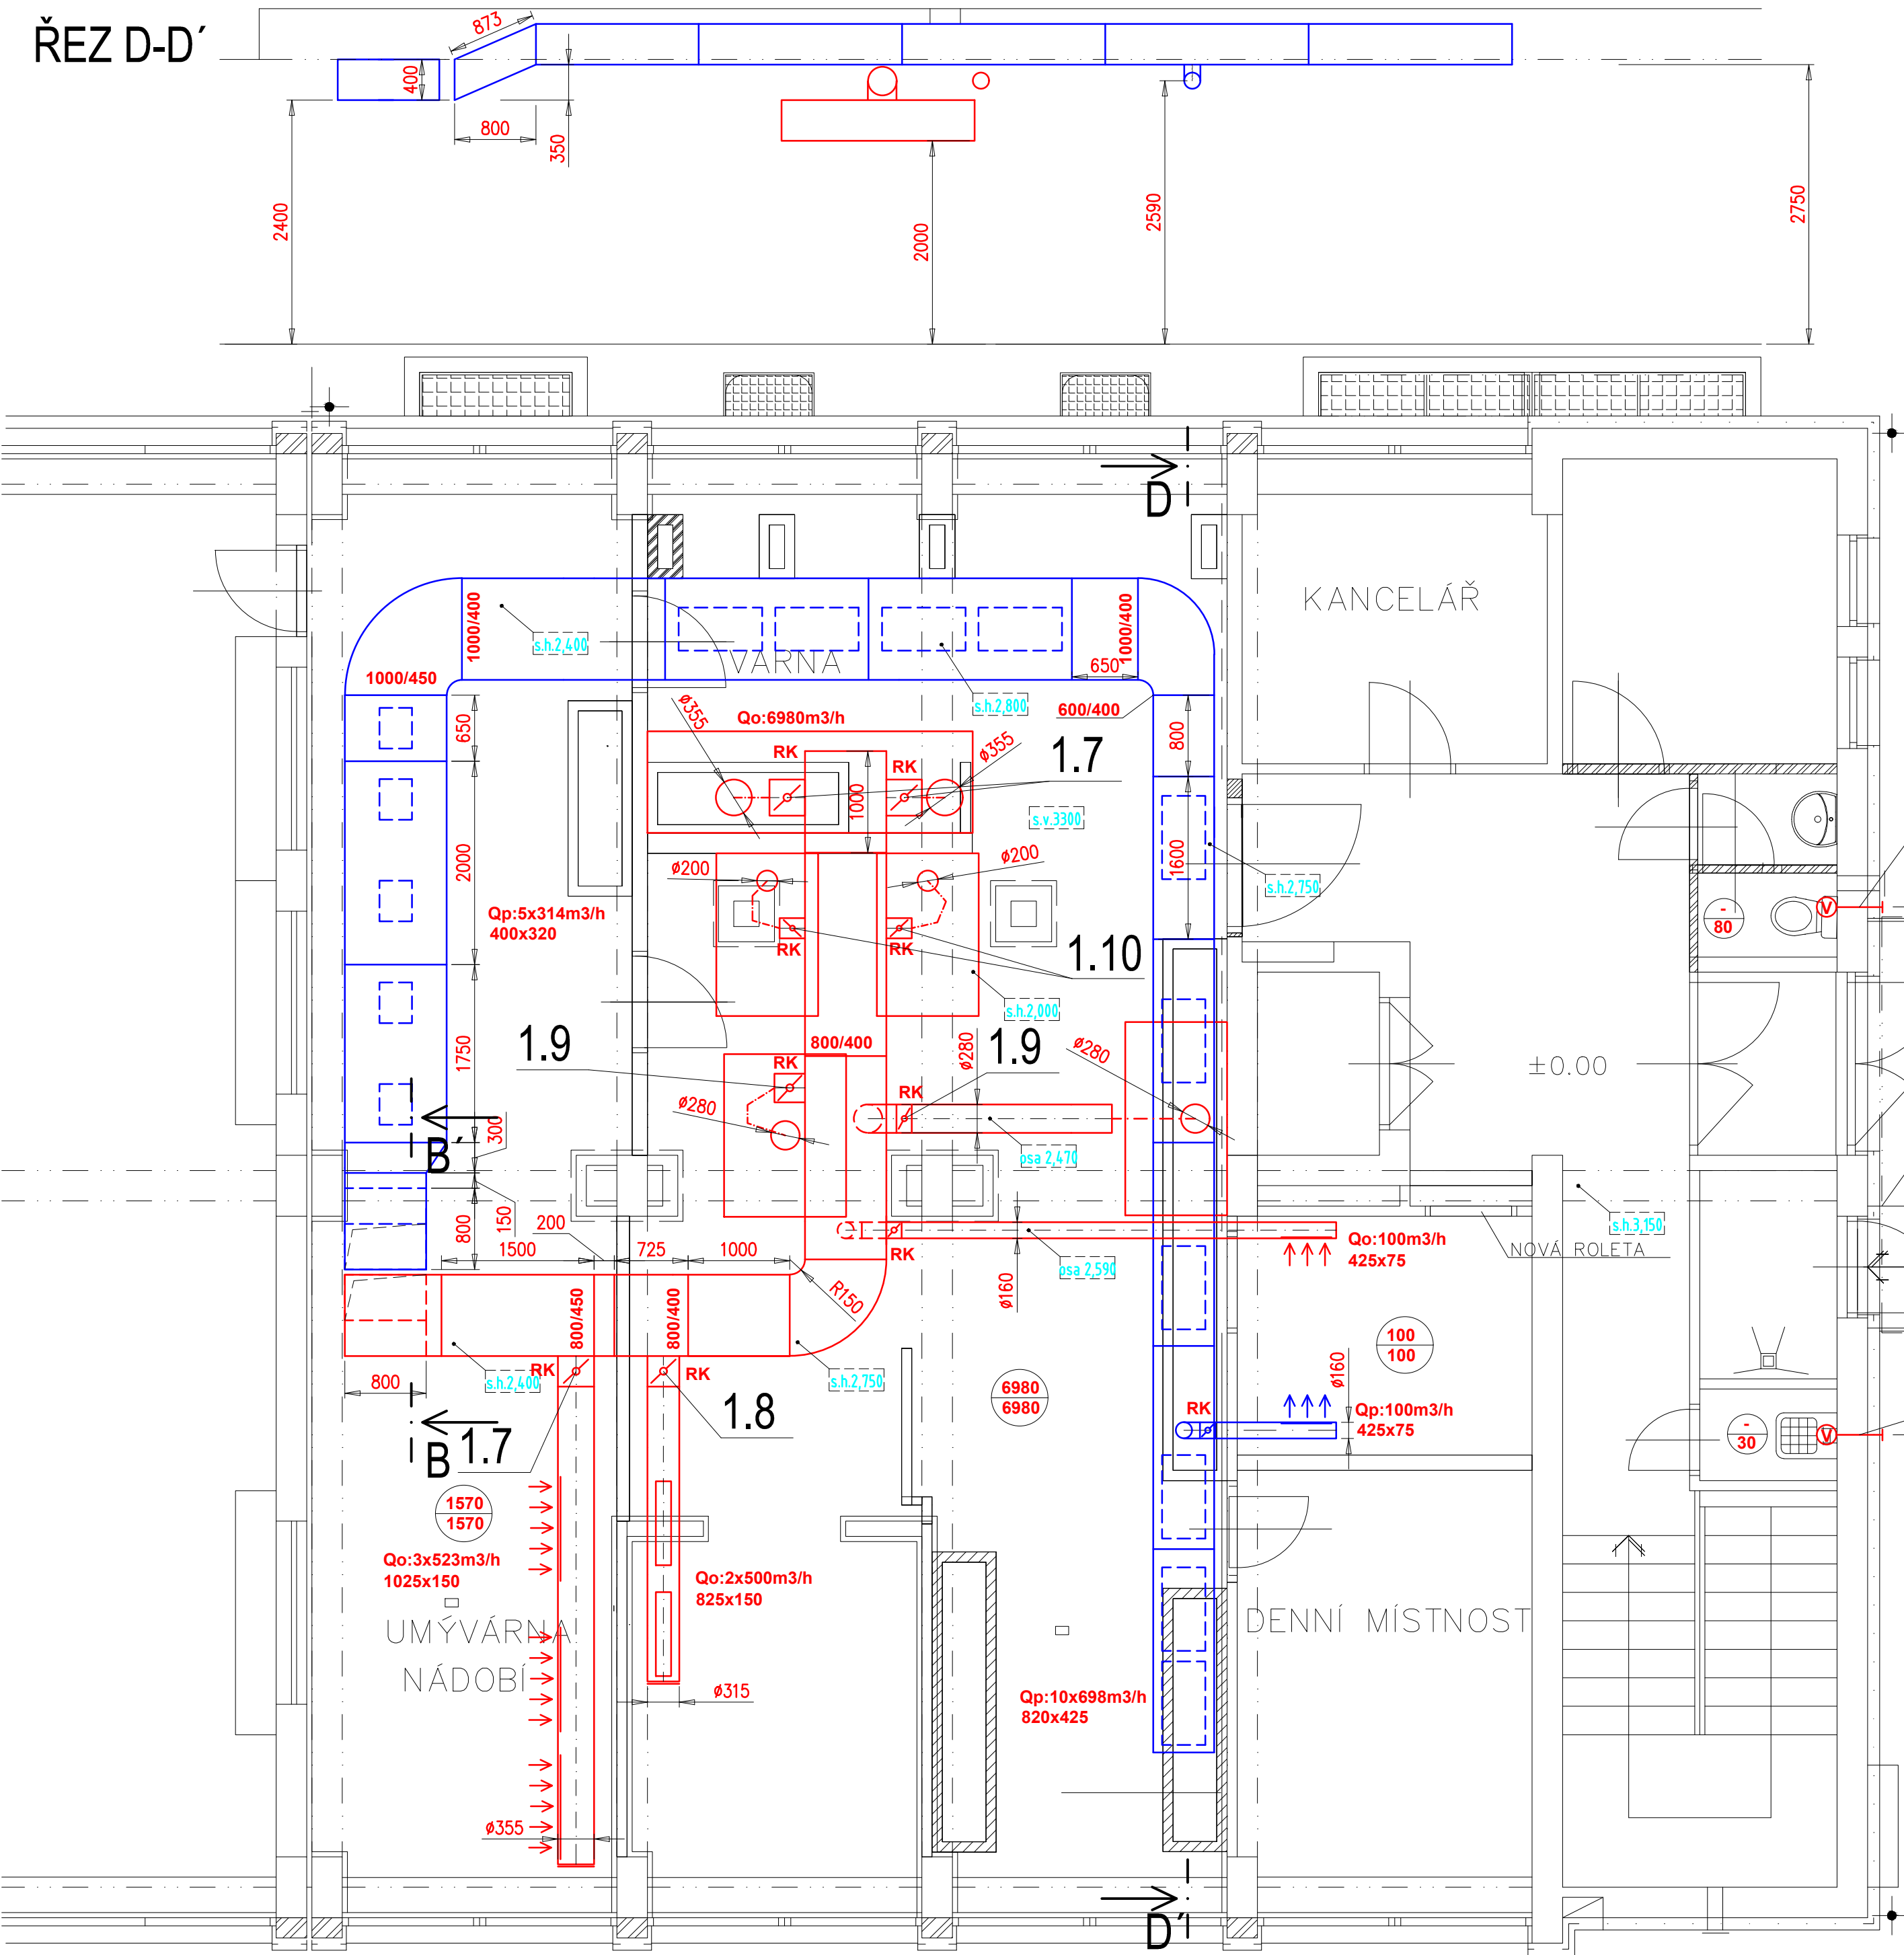 ŘEZ D-D´
873
400
800
350
2400
2000
2590
2750
D
KANCELÁŘ
1000/400
s.h.2,400
VARNA
650
1000/400
1000/450
s.h.2,800
600/400
650
ø355
Qo:6980m3/h
ø355
800
RK
RK
1.7
1000
s.v.3300
2000
ø200
ø200
1600
s.h.2,750
Qp:5x314m3/h
400x320
RK
RK
1.10
-
80
V
s.h.2,000
1.9
1750
800/400
RK
ø280
1.9
ø280
±0.00
ø280
RK
B´
300
osa 2,470
800
150
200
1500
725
1000
RK
osa 2,590
Qo:100m3/h
425x75
NOVÁ ROLETA
s.h.3,150
R150
ø160
800/450
800/400
100
100
800
s.h.2,400
RK
RK
s.h.2,750
ø160
6980
6980
1.8
B
1.7
RK
Qp:100m3/h
425x75
-
30
V
1570
1570
Qo:3x523m3/h
1025x150
Qo:2x500m3/h
825x150
UMÝVÁRNA
NÁDOBÍ
DENNÍ MÍSTNOST
ø315
Qp:10x698m3/h
820x425
ø355
D´